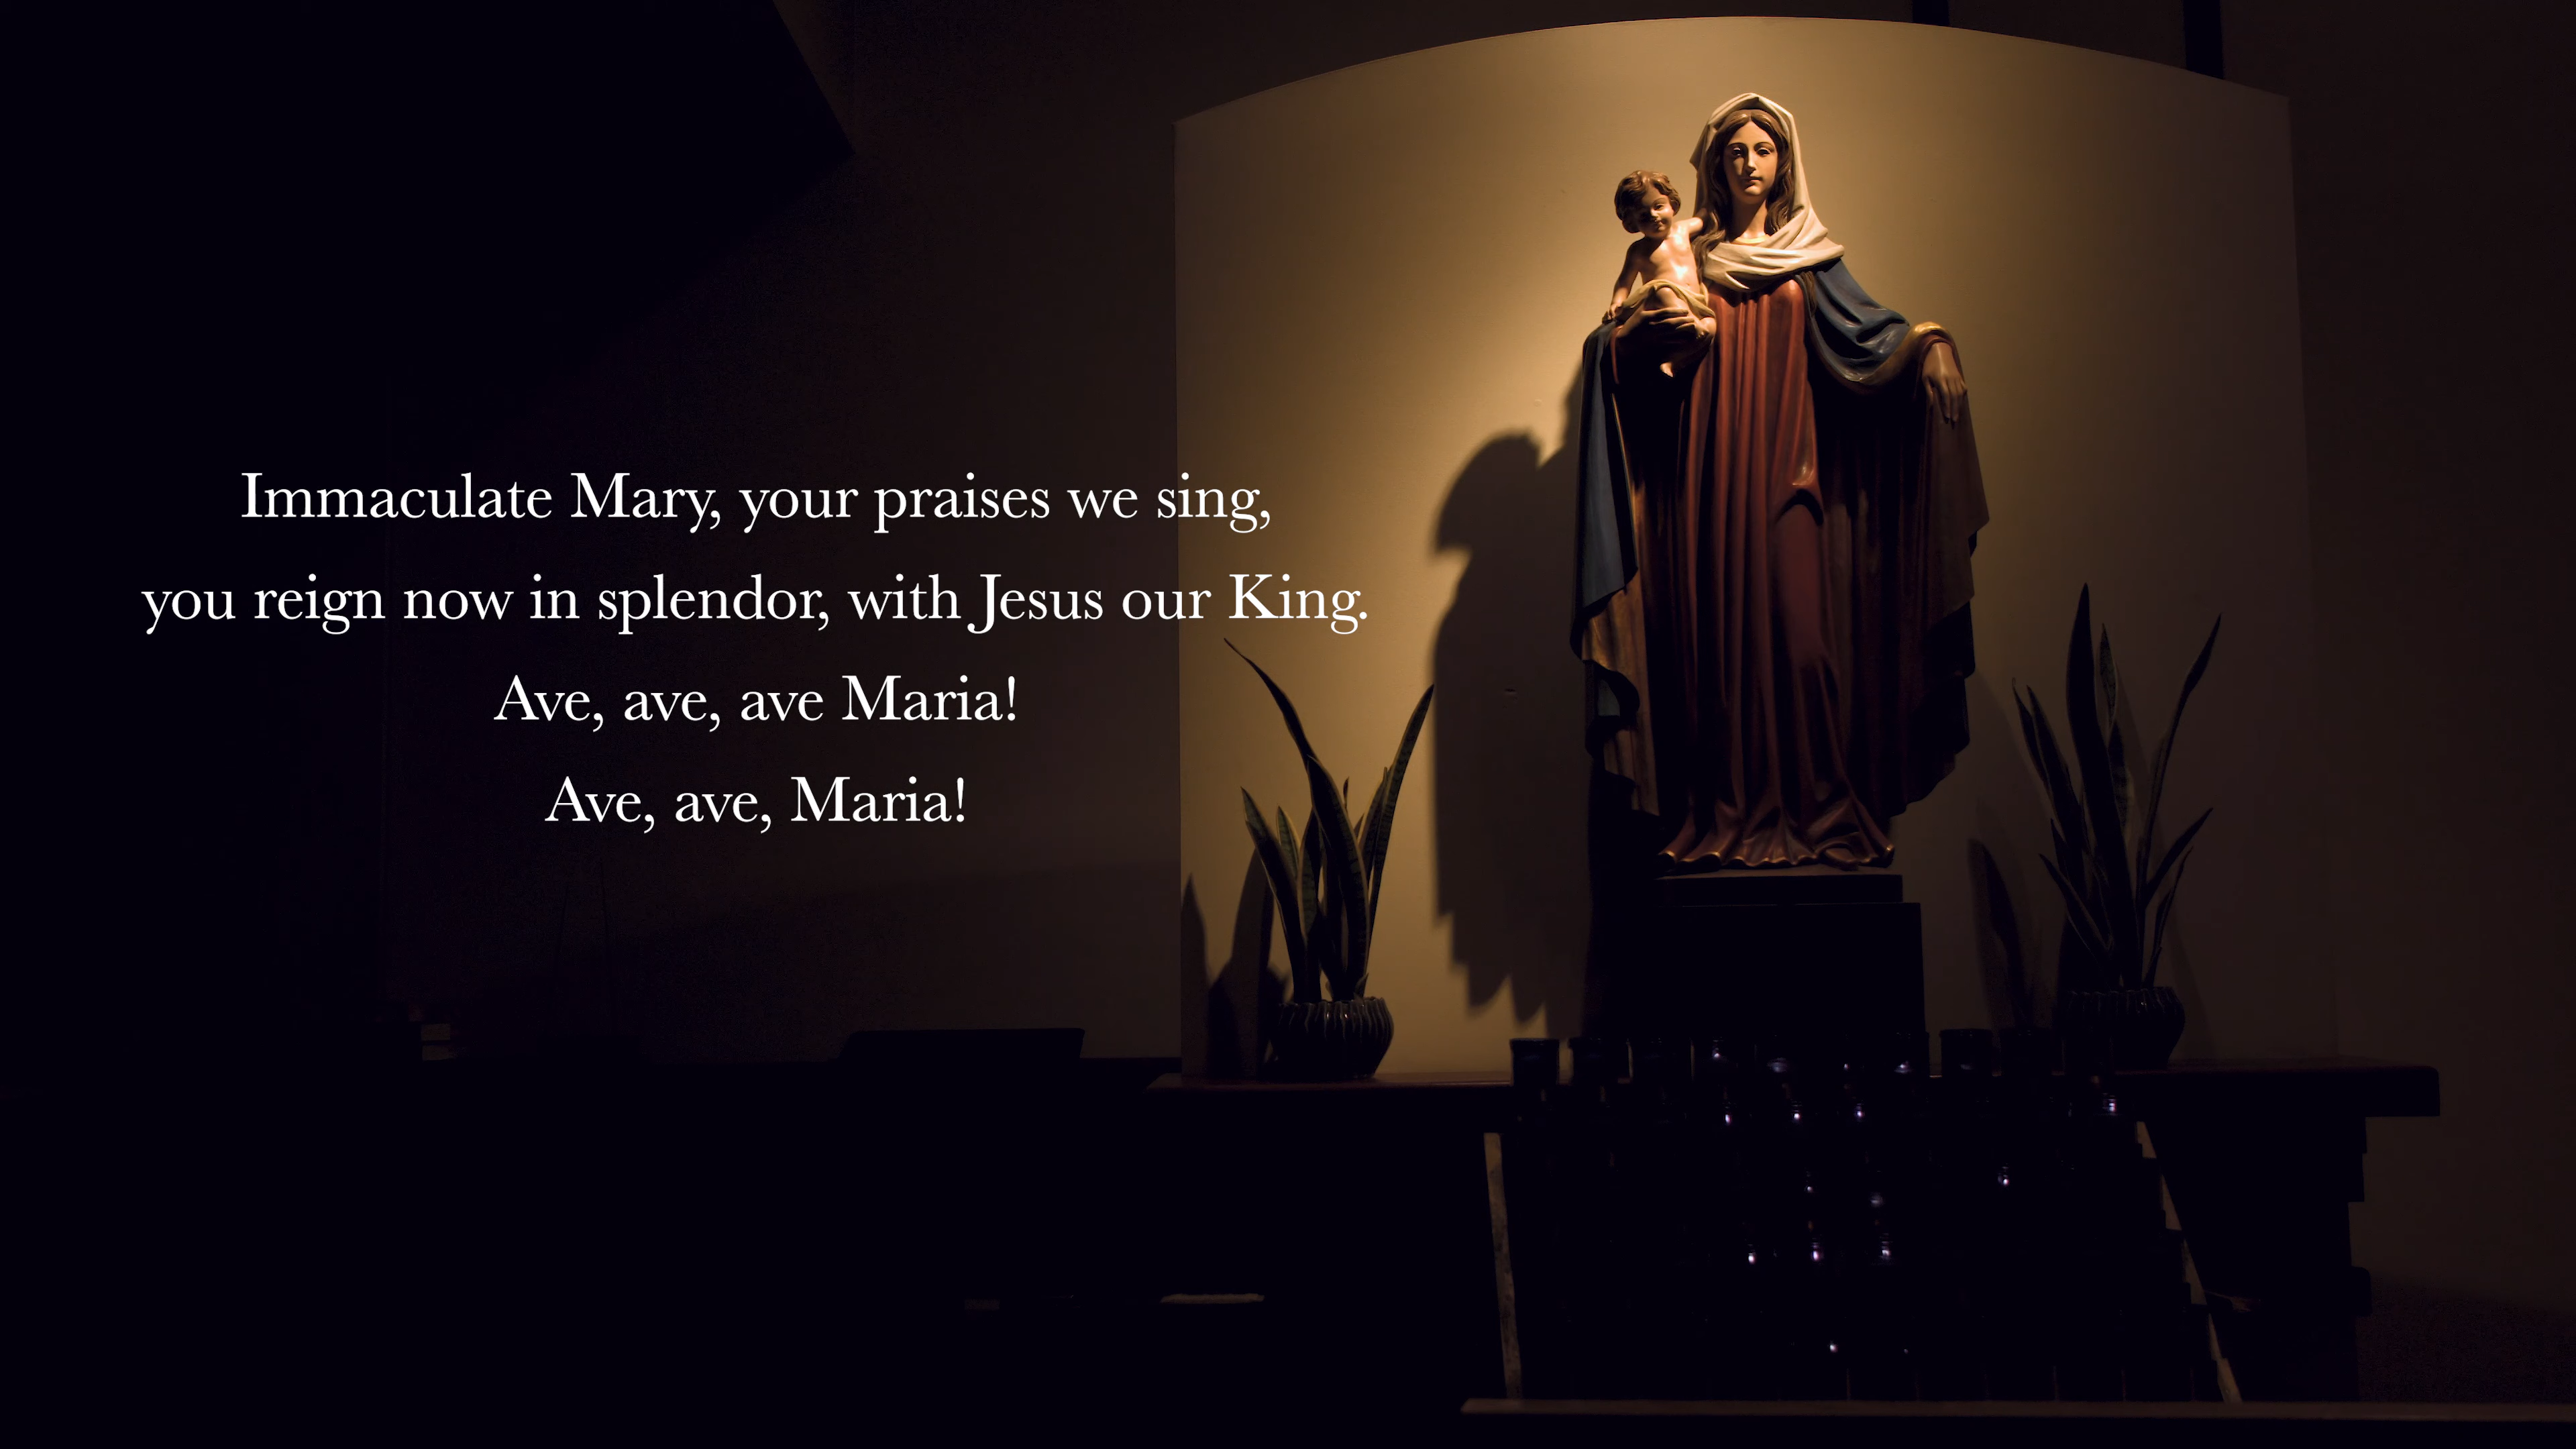 Immaculate Mary, your praises we sing,
you reign now in splendor, with Jesus our King.
Ave, ave, ave Maria!
Ave, ave, Maria!